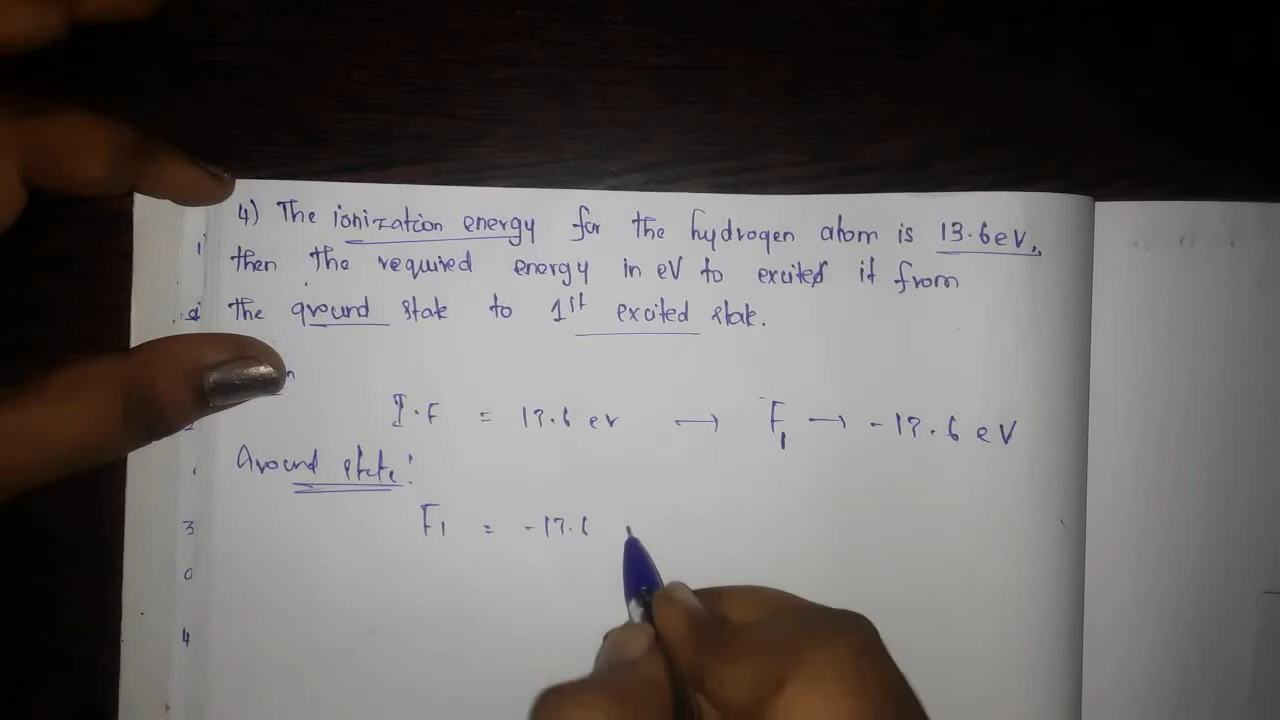 4) The ionization energy for the hydrogen atom is 13.6eV.
then the required energy in eV to excited it from
the ground state to 1st excited state.
I.E = 13.6 ev → E1 → -13.6 eV
Ground state:
E1 = -13.6
3
4